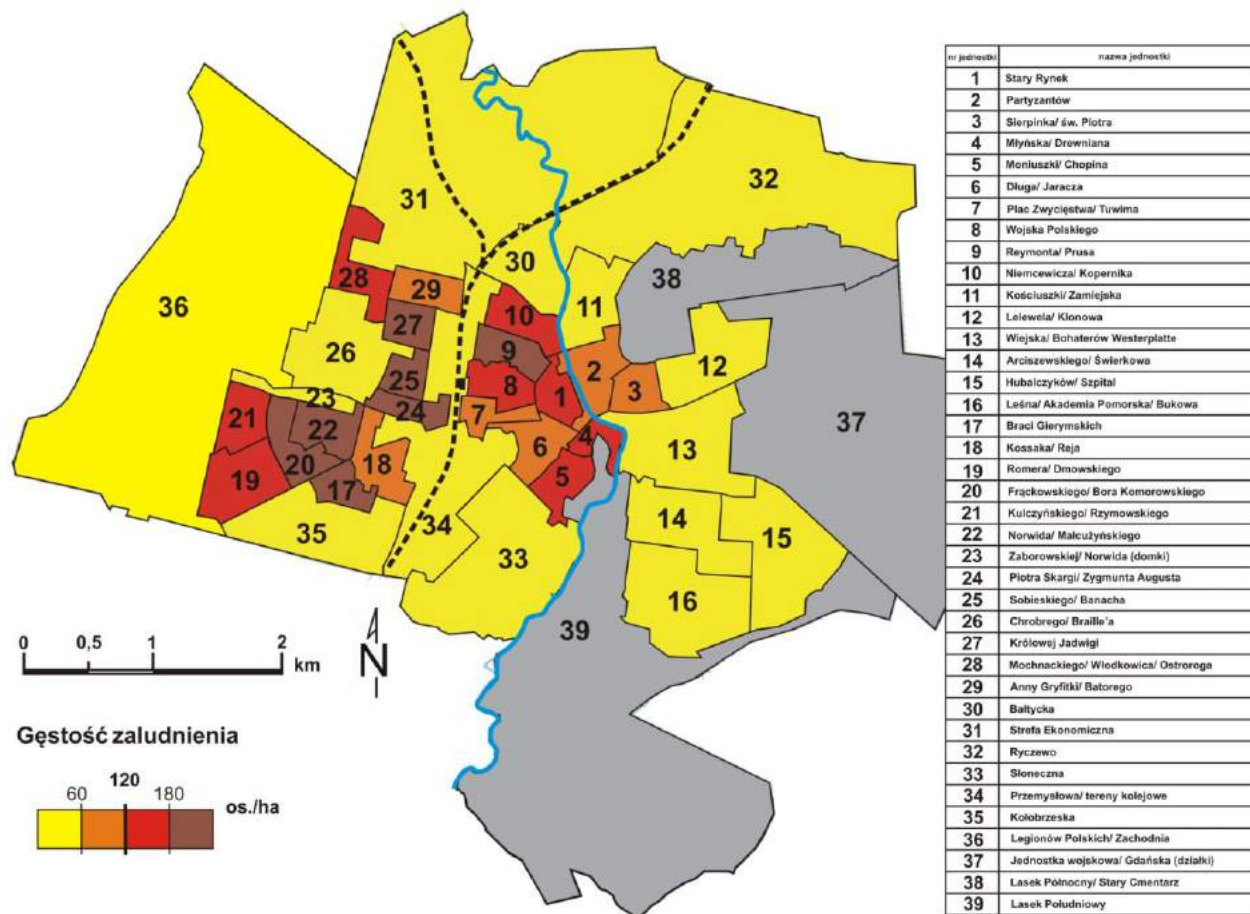 36
31
32
30
38
28
29
27
26
10
11
9
25
8
2
12
23
24
1
3
21
22
7
4
13
37
20
18
6
19
17
5
35
34
14
15
33
16
39
0 0,5 1 2
km
N
Gęstość zaludnienia
60 120 180
os./ha
nr jednostki nazwa jednostki
1 Stary Rynek
2 Partyzantów
3 Sierpinka/ św. Piotra
4 Młyńska/ Drewniana
5 Moniuszki/ Chopina
6 Długa/ Jaracza
7 Plac Zwycięstwa/ Tuwima
8 Wojska Polskiego
9 Reymonta/ Prusa
10 Niemcewicza/ Kopernika
11 Kościuszki/ Zamiejska
12 Lelewela/ Klonowa
13 Wiejska/ Bohaterów Westerplatte
14 Arciszewskiego/ Świerkowa
15 Hubalczyków/ Szpital
16 Leśna/ Akademia Pomorska/ Bukowa
17 Braci Gierymskich
18 Kossaka/ Reja
19 Romera/ Dmowskiego
20 Frąckowskiego/ Bora Komorowskiego
21 Kulczyńskiego/ Rzymowskiego
22 Norwida/ Małcużyńskiego
23 Zaborowskiej/ Norwida (domki)
24 Piotra Skargi/ Zygmunta Augusta
25 Sobieskiego/ Banacha
26 Chrobrego/ Braille'a
27 Królowej Jadwigi
28 Mochnackiego/ Włodkowica/ Ostroroga
29 Anny Gryfitki/ Batorego
30 Bałtycka
31 Strefa Ekonomiczna
32 Ryczewo
33 Słoneczna
34 Przemysłowa/ tereny kolejowe
35 Kołobrzeska
36 Legionów Polskich/ Zachodnia
37 Jednostka wojskowa/ Gdańska (działki)
38 Lasek Północny/ Stary Cmentarz
39 Lasek Południowy